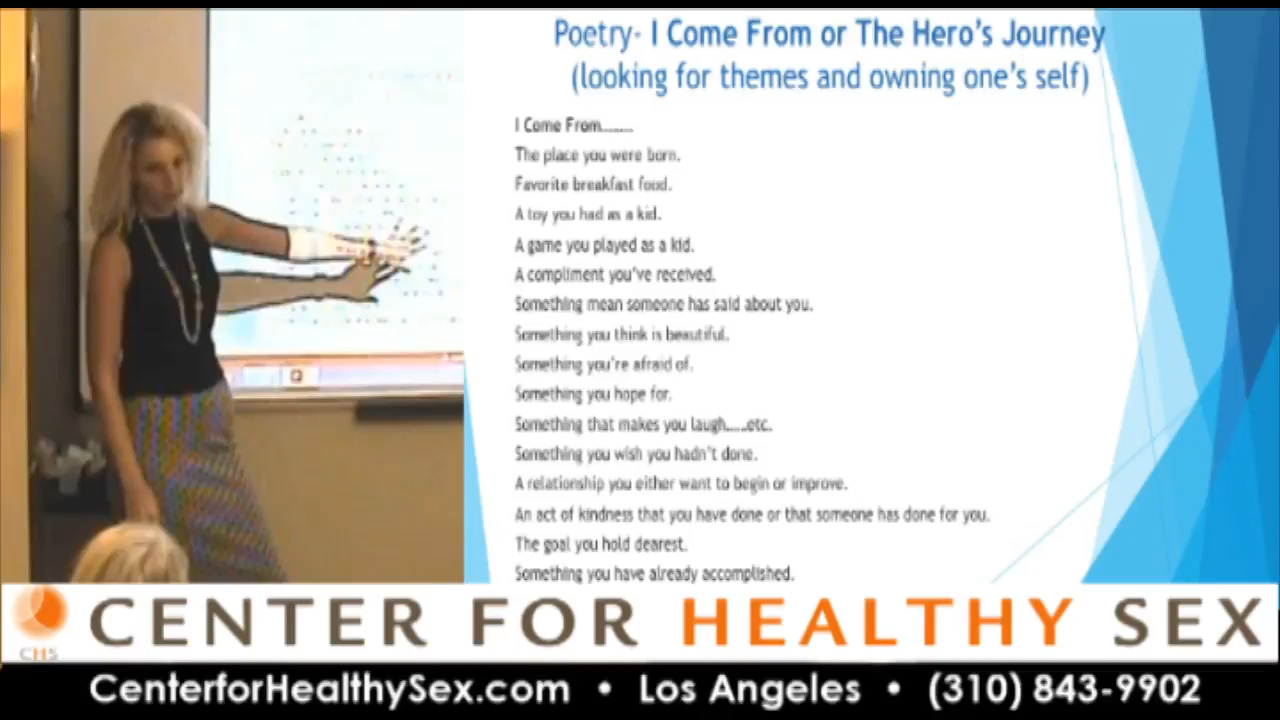 Poetry- I Come From or The Hero's Journey
(looking for themes and owning one's self)
I Come From.......
The place you were born.
Favorite breakfast food.
A toy you had as a kid.
A game you played as a kid.
A compliment you've received.
Something mean someone has said about you.
Something you think is beautiful.
Something you're afraid of.
Something you hope for.
Something that makes you laugh.....etc.
Something you wish you hadn't done.
A relationship you either want to begin or improve.
An act of kindness that you have done or that someone has done for you.
The goal you hold dearest.
Something you have already accomplished.
CENTER FOR HEALTHY SEX
CHS
CenterforHealthySex.com • Los Angeles • (310) 843-9902